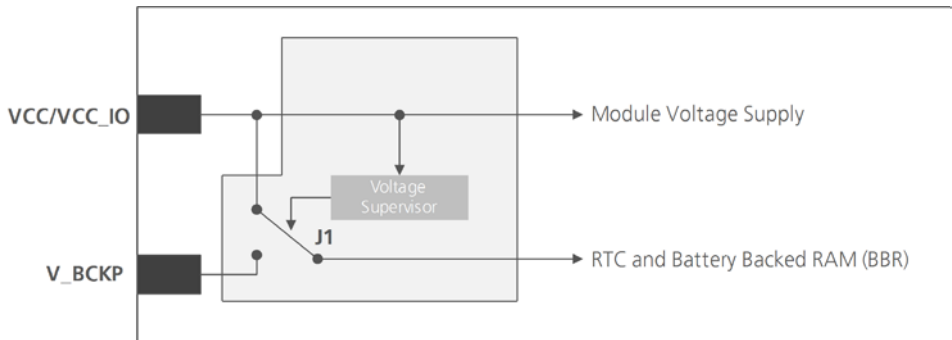 VCC/VCC_IO
Module Voltage Supply
Voltage
Supervisor
J1
V_BCKP
RTC and Battery Backed RAM (BBR)